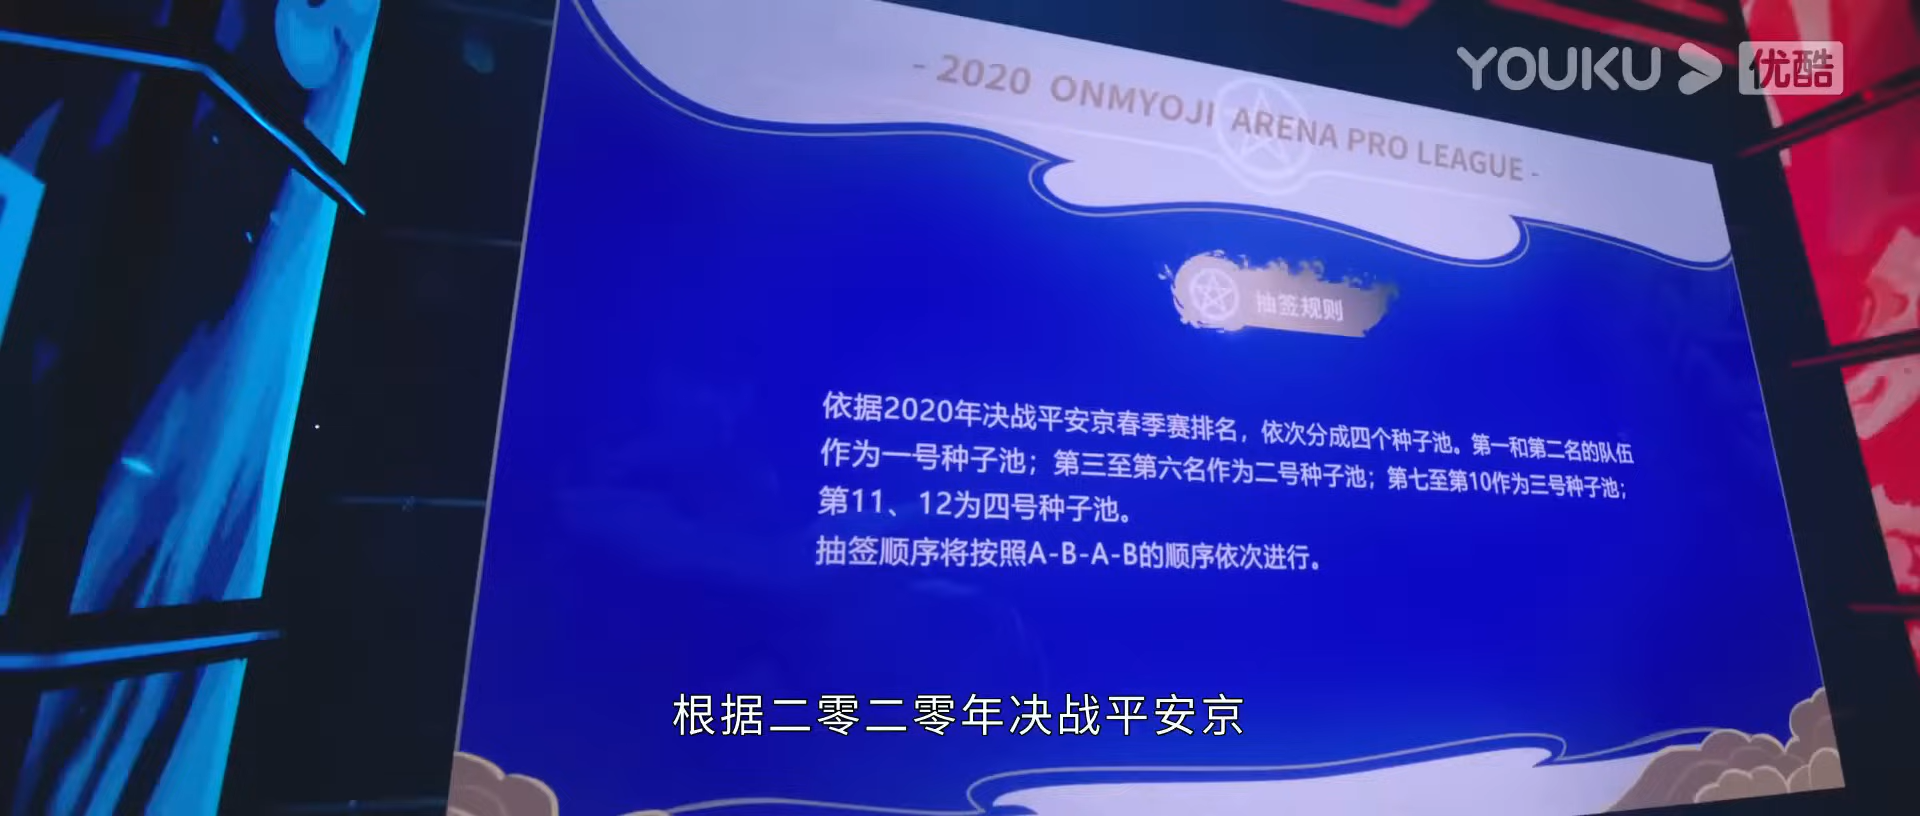 YOUKU 优酷
- 2020 ONMYOJI ARENA PRO LEAGUE -
抽签规则
依据2020年决战平安京春季赛排名，依次分成四个种子池。第一和第二名的队伍
作为一号种子池；第三至第六名作为二号种子池；第七至第10作为三号种子池；
第11、12为四号种子池。
抽签顺序将按照A-B-A-B的顺序依次进行。
根据二零二零年决战平安京